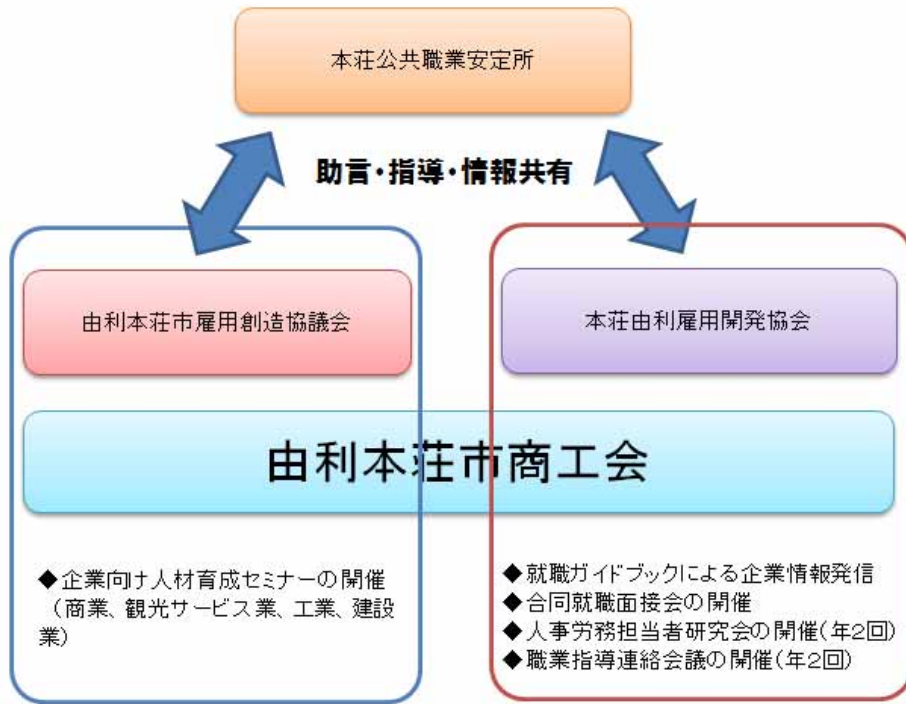 本荘公共職業安定所
助言・指導・情報共有
由利本荘市雇用創造協議会
本荘由利雇用開発協会
由利本荘市商工会
◆企業向け人材育成セミナーの開催
（商業、観光サービス業、工業、建設
業）
◆就職ガイドブックによる企業情報発信
◆合同就職面接会の開催
◆人事労務担当者研究会の開催(年2回)
◆職業指導連絡会議の開催(年2回)